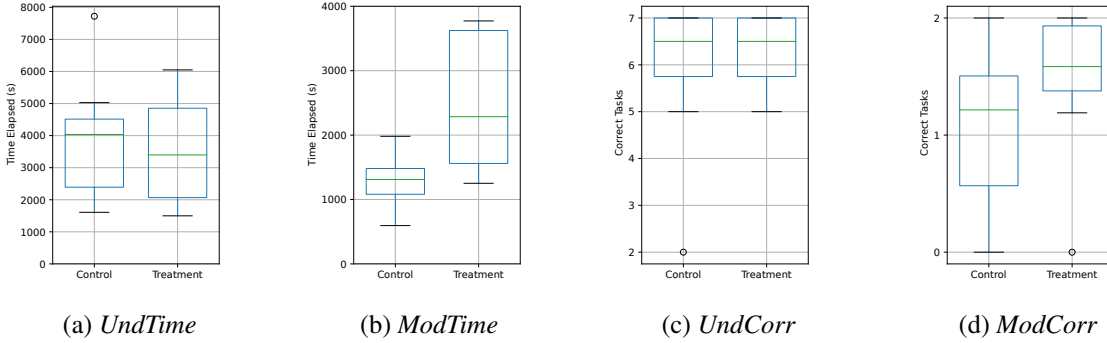 8000
7000
6000
5000
4000
3000
2000
1000
0
Time Elapsed (s)
Control Treatment
(a) UndTime
4000
3000
2000
1000
0
Time Elapsed (s)
Control Treatment
(b) ModTime
7
6
5
4
3
2
Correct Tasks
Control Treatment
(c) UndCorr
2
1
0
Correct Tasks
Control Treatment
(d) ModCorr